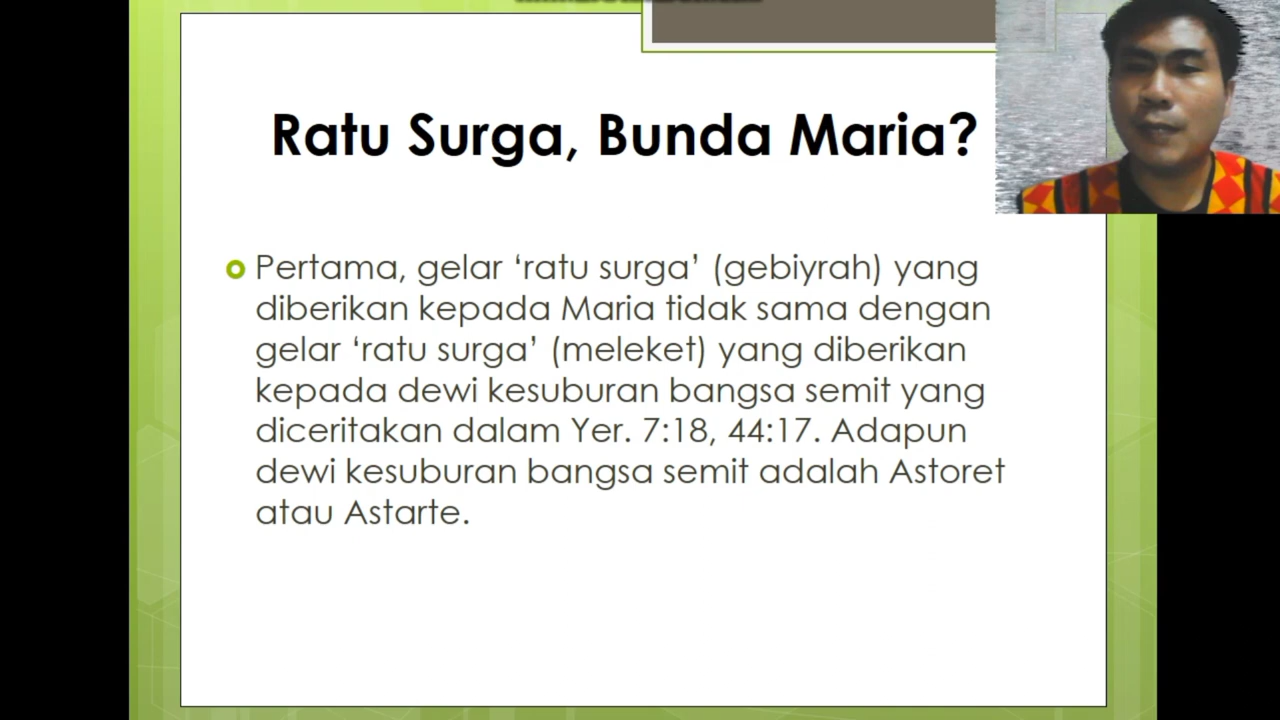 Ratu Surga, Bunda Maria?
Pertama, gelar ‘ratu surga’ (gebiyrah) yang
diberikan kepada Maria tidak sama dengan
gelar ‘ratu surga’ (meleket) yang diberikan
kepada dewi kesuburan bangsa semit yang
diceritakan dalam Yer. 7:18, 44:17. Adapun
dewi kesuburan bangsa semit adalah Astoret
atau Astarte.